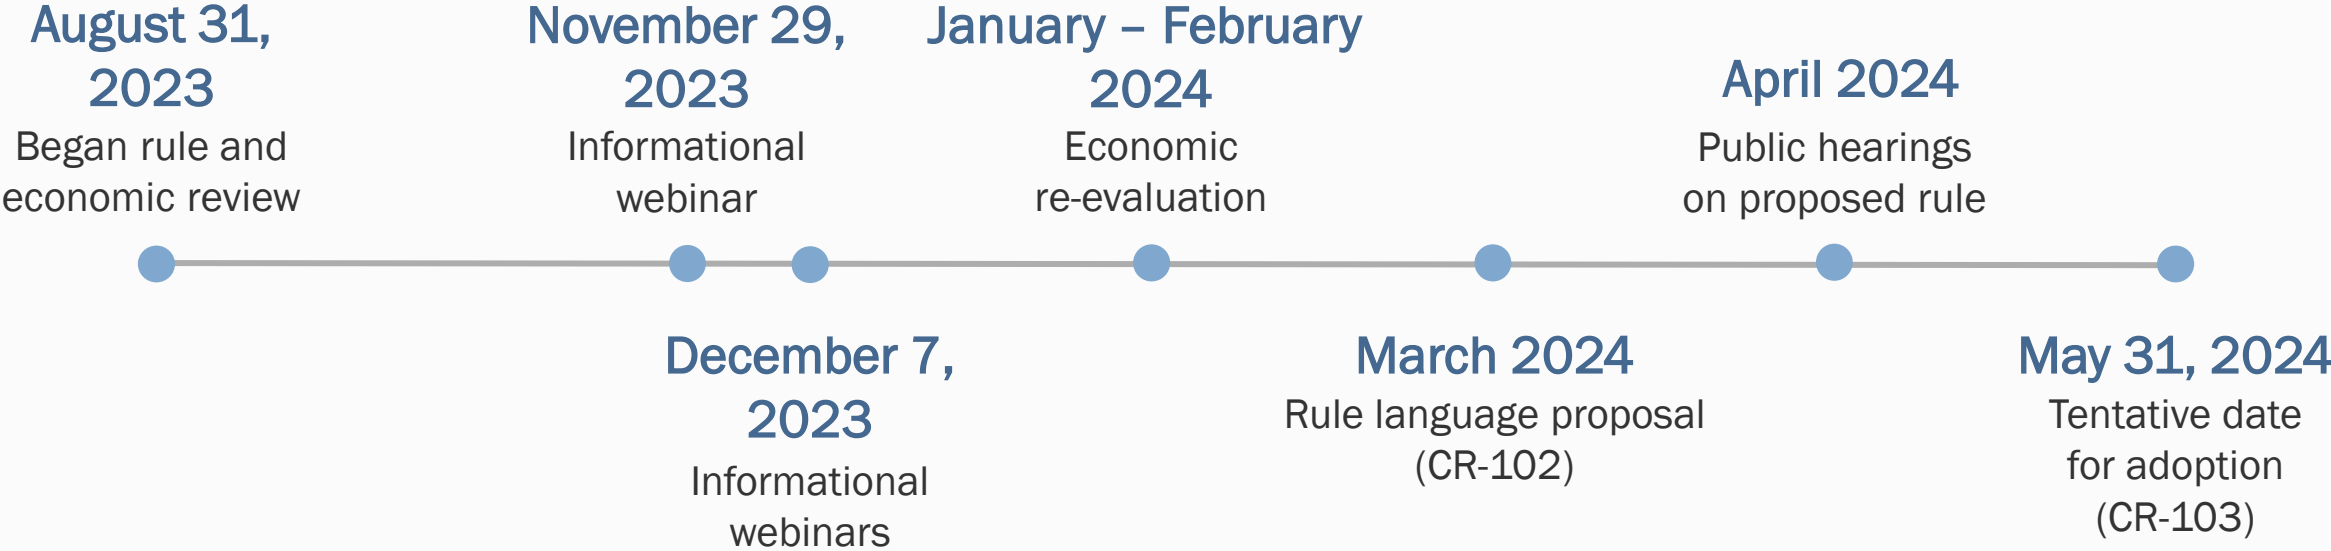 August 31,
2023
Began rule and
economic review
November 29,
2023
Informational
webinar
December 7,
2023
Informational
webinars
January – February
2024
Economic
re-evaluation
March 2024
Rule language proposal
(CR-102)
April 2024
Public hearings
on proposed rule
May 31, 2024
Tentative date
for adoption
(CR-103)